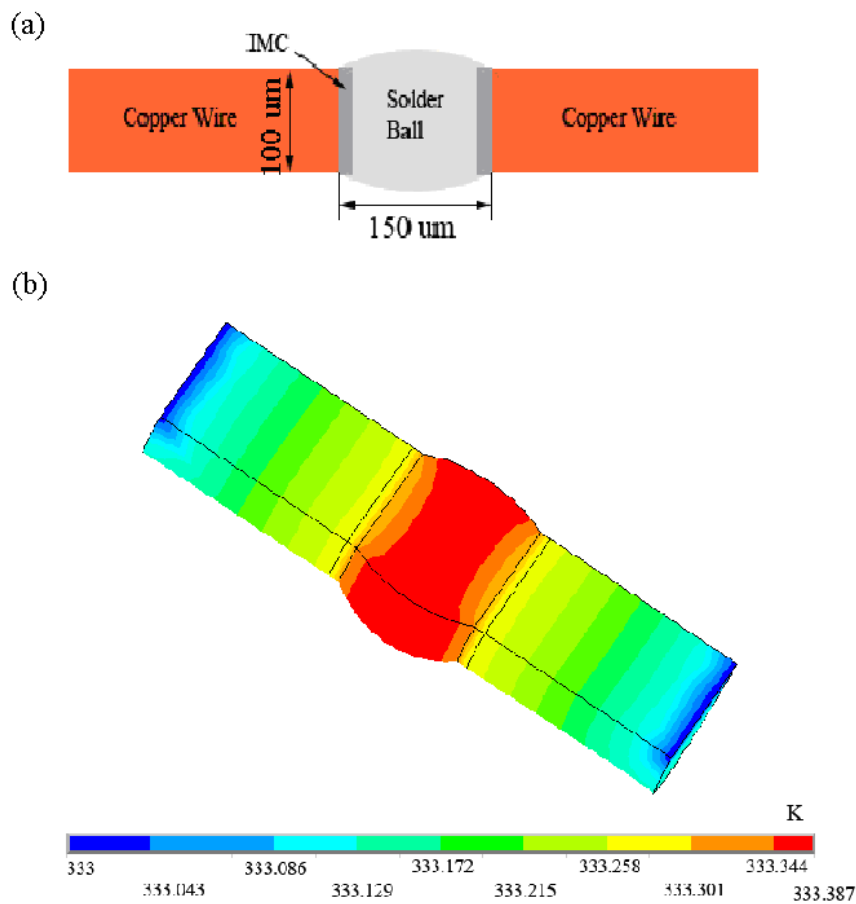 (a)
IMC
Copper Wire
100 um
Solder
Ball
Copper Wire
150 um
(b)
K
333 333.086 333.172 333.258 333.344
333.043 333.129 333.215 333.301 333.387